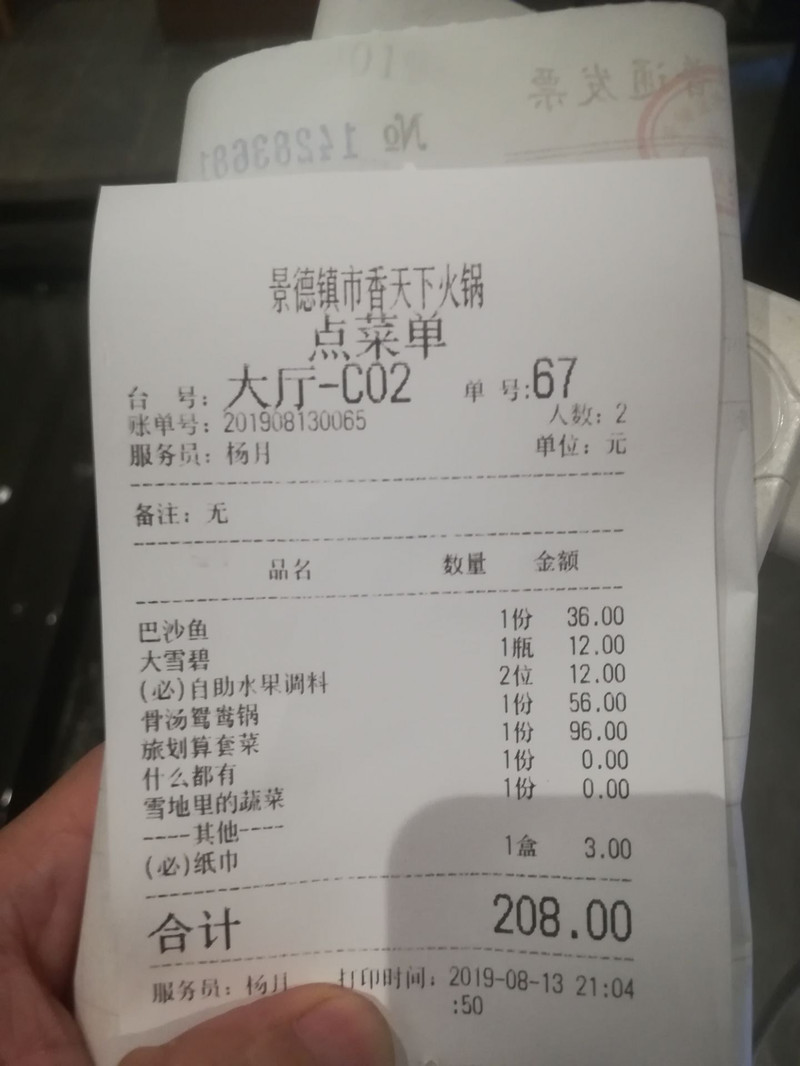 普通发票
№ 14283681
景德镇市香天下火锅
点菜单
台 号: 大厅-C02 单 号:67
账单号: 201908130065 人数: 2
服务员: 杨月 单位: 元
备注: 无
品名 数量 金额
巴沙鱼 1份 36.00
大雪碧 1瓶 12.00
(必)自助水果调料 2位 12.00
骨汤鸳鸯锅 1份 56.00
旅划算套菜 1份 96.00
什么都有 1份 0.00
雪地里的蔬菜 1份 0.00
----其他----
(必)纸巾 1盒 3.00
合计 208.00
服务员: 杨月 打印时间: 2019-08-13 21:04
:50